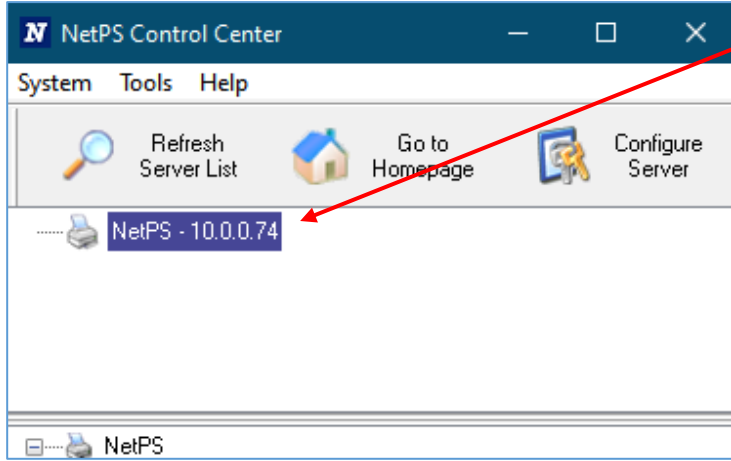 N NetPS Control Center
System Tools Help
Refresh
Server List
Go to
Homepage
Configure
Server
NetPS - 10.0.0.74
NetPS